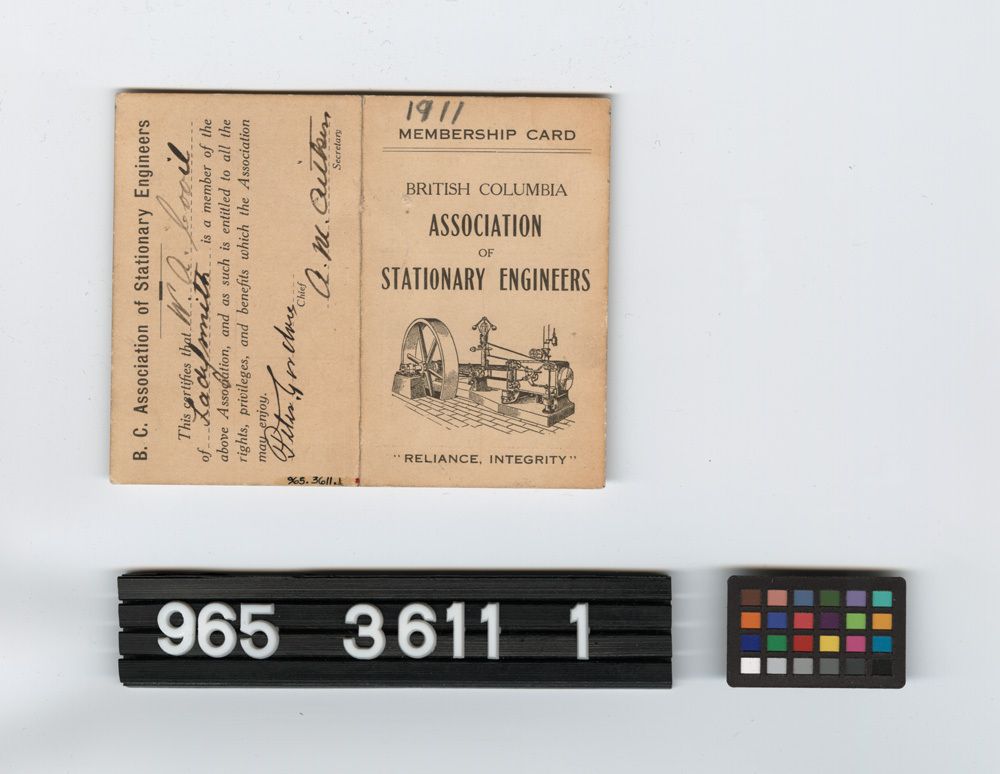 B. C. Association of Stationary Engineers
This certifies that W. A.
of Ladysmith is a member of the
above Association, and as such is entitled to all the
rights, privileges, and benefits which the Association
may enjoy.
Peter Gordon
Chief
A. M. Aitken
Secretary
965.3611.1
1911
MEMBERSHIP CARD
BRITISH COLUMBIA
ASSOCIATION
OF
STATIONARY ENGINEERS
"RELIANCE, INTEGRITY"
965 3611 1